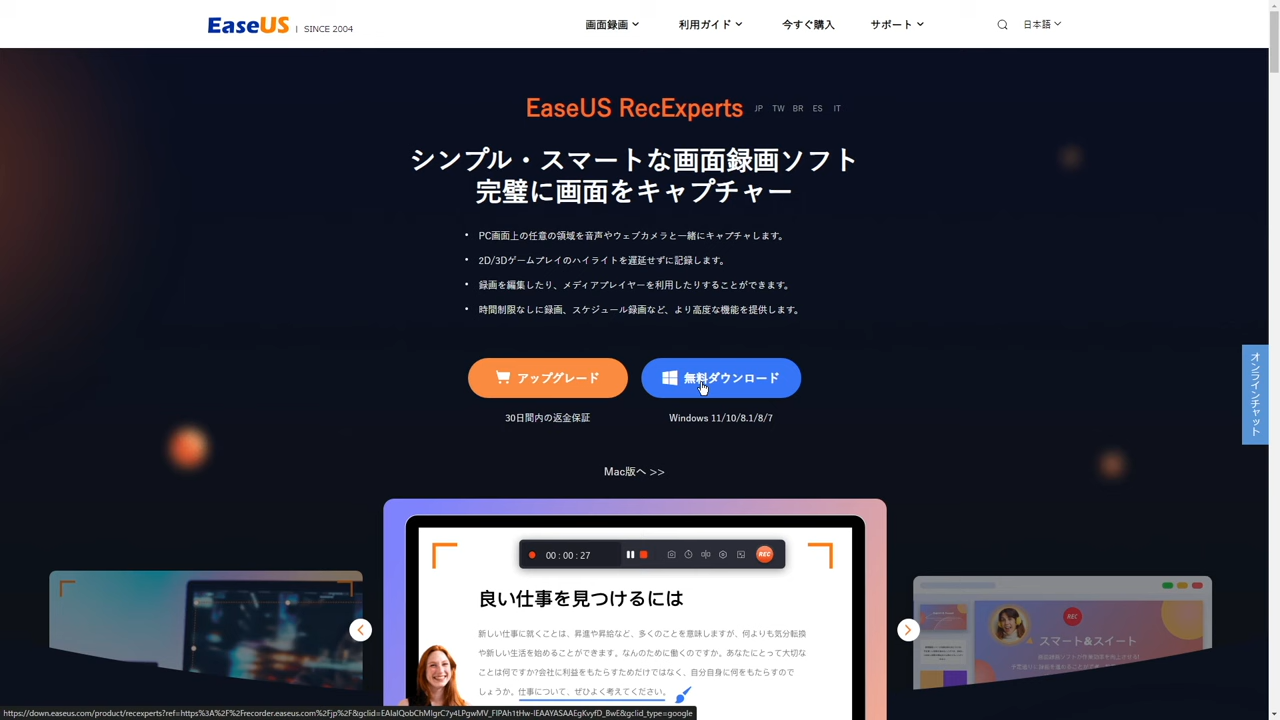 EaseUS | SINCE 2004
画面録画 利用ガイド 今すぐ購入 サポート 日本語
EaseUS RecExperts JP TW BR ES IT
シンプル・スマートな画面録画ソフト
完璧に画面をキャプチャー
• PC画面上の任意の領域を音声やウェブカメラと一緒にキャプチャします。
• 2D/3Dゲームプレイのハイライトを遅延せずに記録します。
• 録画を編集したり、メディアプレイヤーを利用したりすることができます。
• 時間制限なしに録画、スケジュール録画など、より高度な機能を提供します。
アップグレード 無料ダウンロード
30日間内の返金保証 Windows 11/10/8.1/8/7
オンラインチャット
Mac版へ >>
00 : 00 : 27 REC
良い仕事を見つけるには
新しい仕事に就くことは、昇進や昇給など、多くのことを意味しますが、何よりも気分転換
や新しい生活を始めることができます。なんのために働くのですか。あなたにとって大切な
ことは何ですか?会社に利益をもたらすためだけではなく、自分自身に何をもたらすので
しょうか。仕事について、ぜひよく考えてください。
REC
スマート&スイート